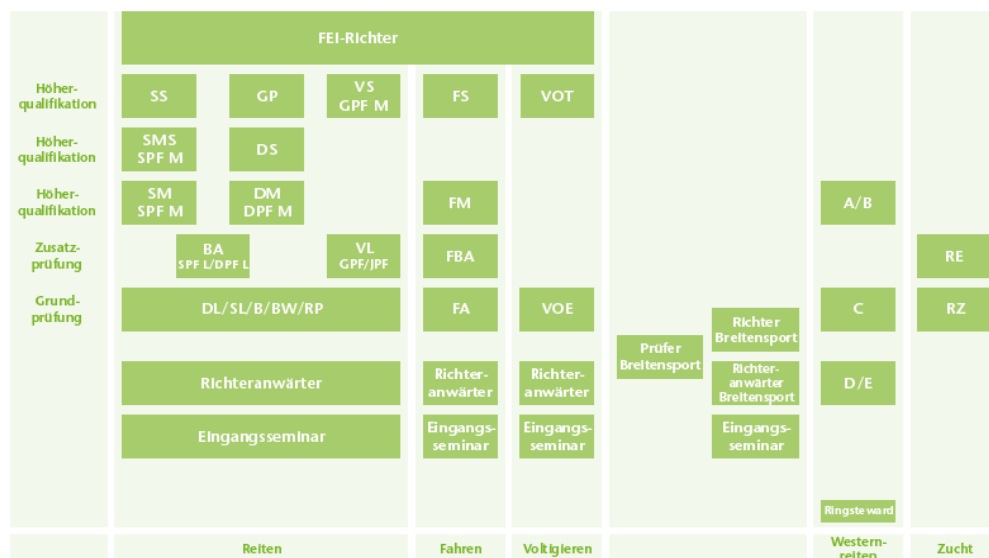 FEI-Richter
Höher-
qualifikation
SS
GP
VS
GPF M
FS
VOT
Höher-
qualifikation
SMS
SPF M
DS
Höher-
qualifikation
SM
SPF M
DM
DPF M
FM
A/B
Zusatz-
prüfung
BA
SPF L/DPF L
VL
GPF/JPF
FBA
RE
Grund-
prüfung
DL/SL/B/BW/RP
FA
VOE
Richter
Breitensport
C
RZ
Prüfer
Breitensport
Richteranwärter
Richter-
anwärter
Richter-
anwärter
Richter-
anwärter
Breitensport
D/E
Eingangsseminar
Eingangs-
seminar
Eingangs-
seminar
Eingangs-
seminar
Ringsteward
Reiten
Fahren
Voltigieren
Western-
reiten
Zucht